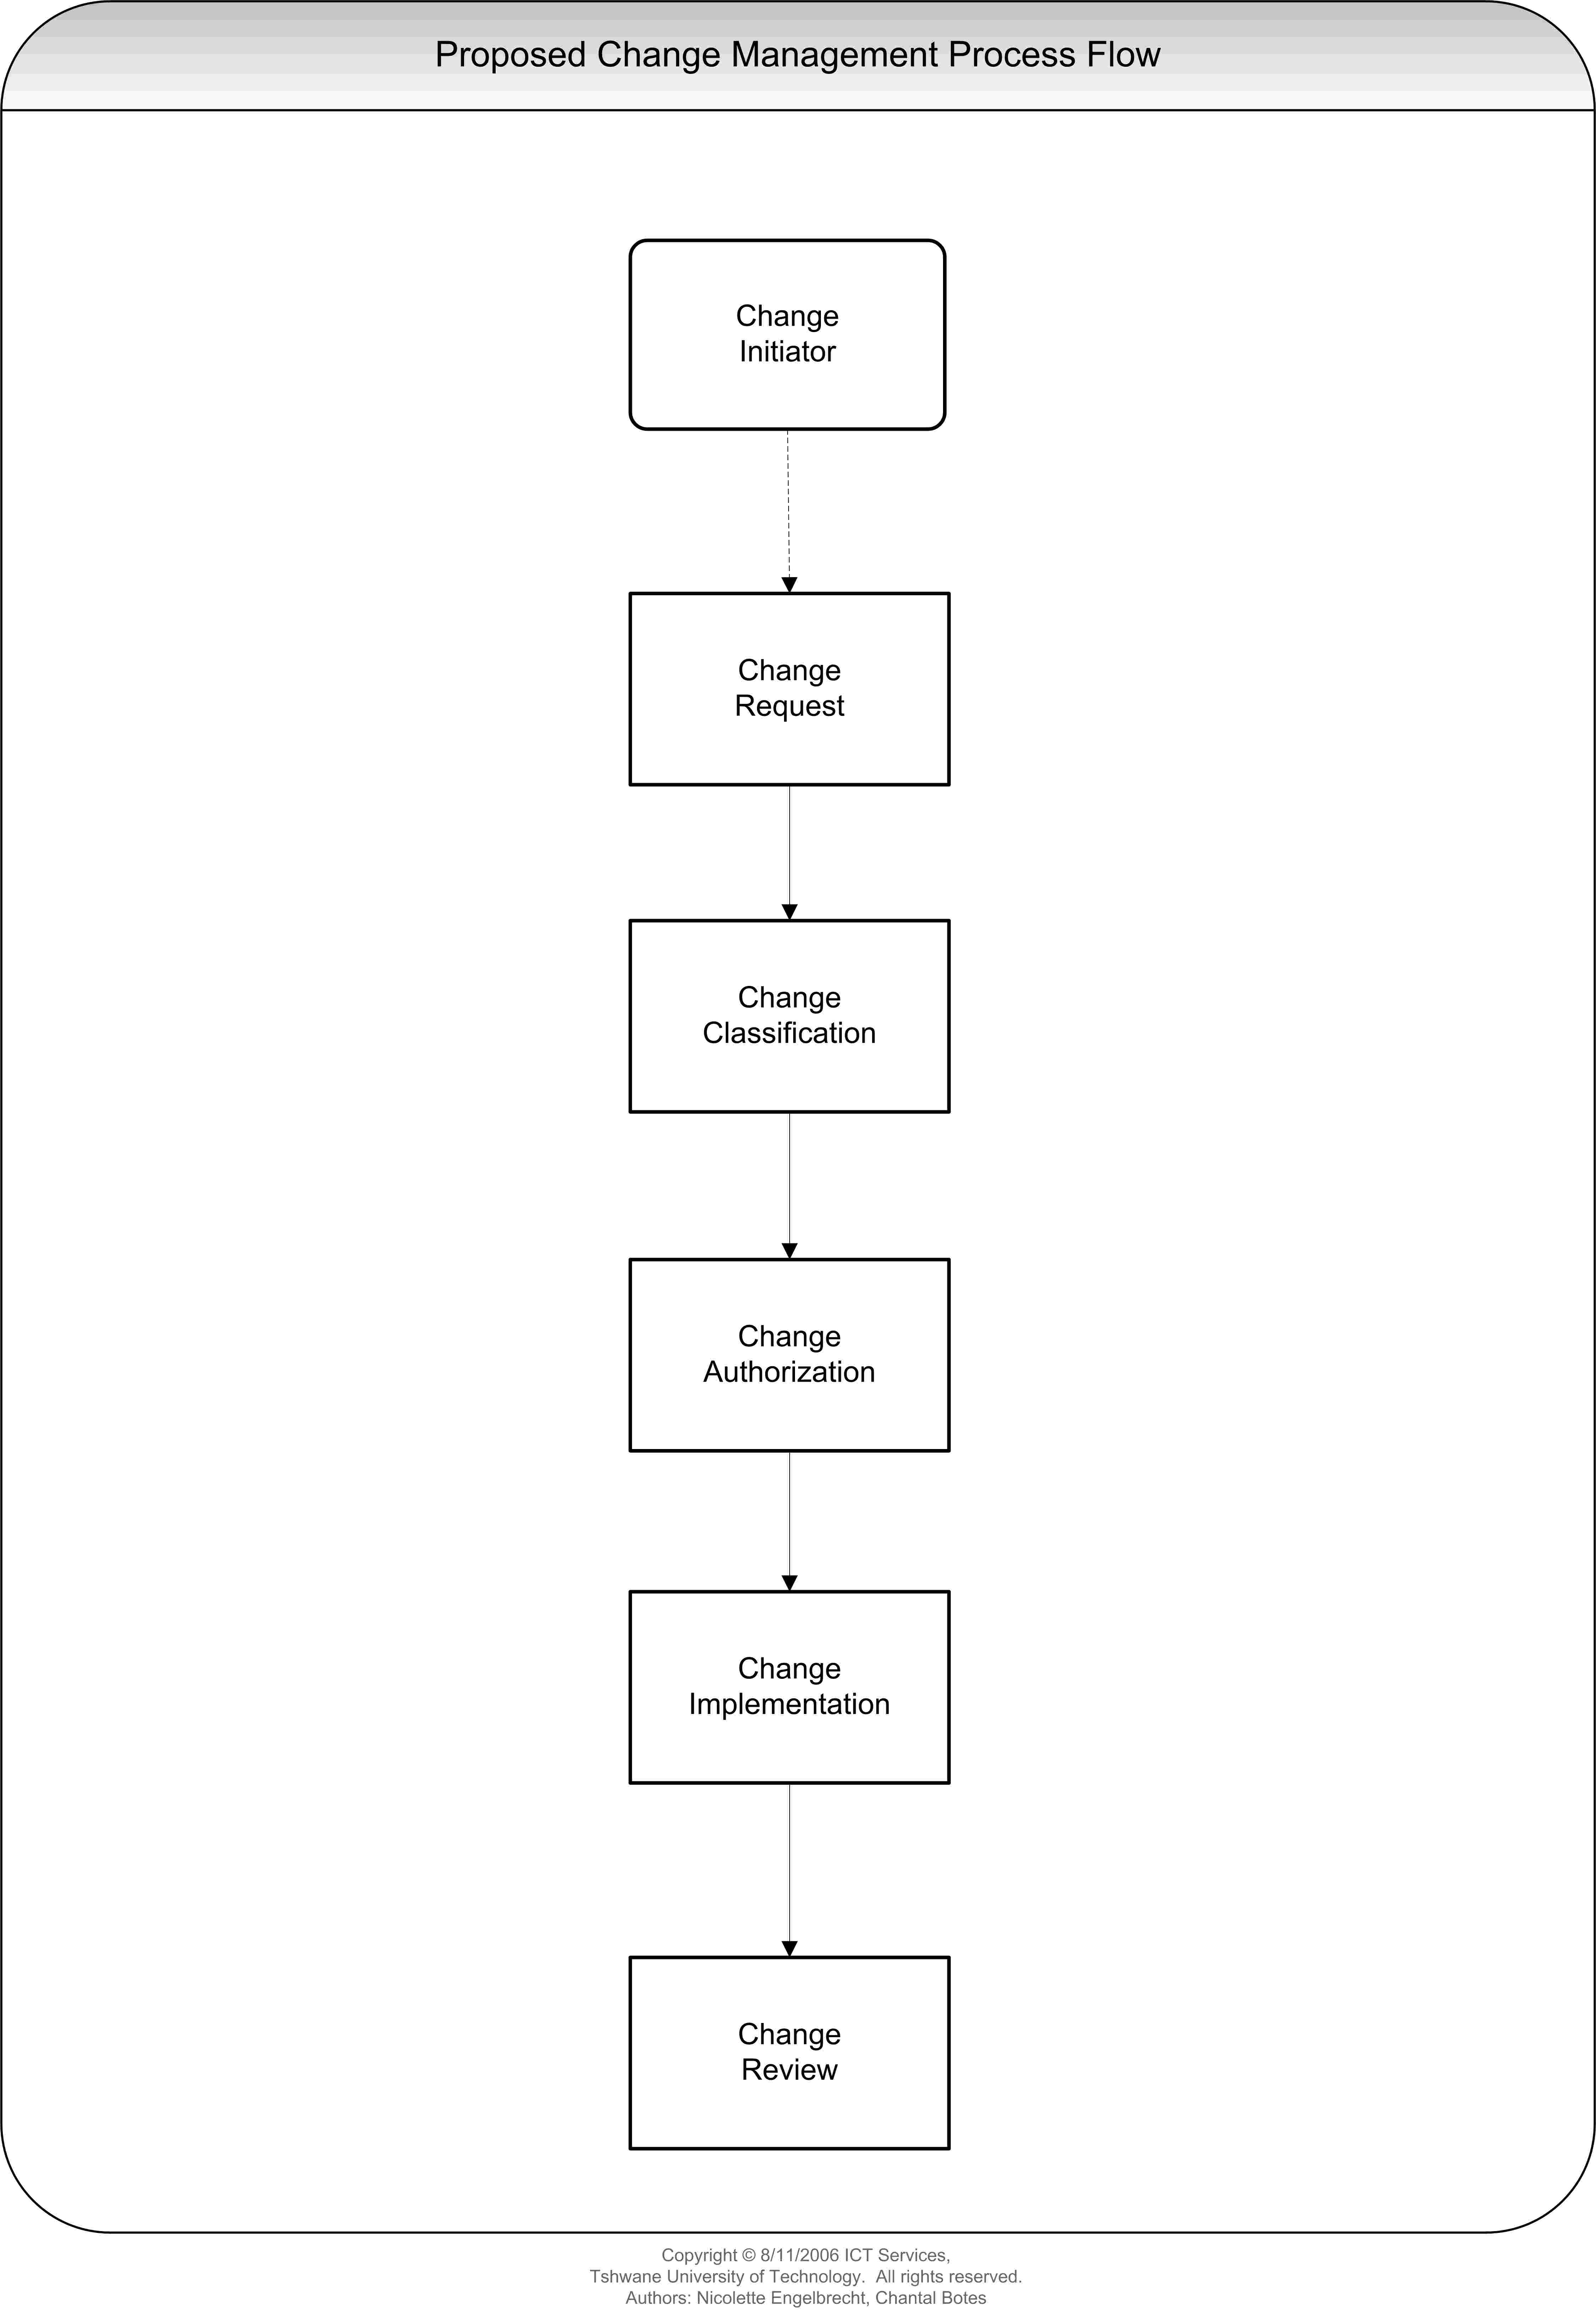 Proposed Change Management Process Flow
Change
Initiator
Change
Request
Change
Classification
Change
Authorization
Change
Implementation
Change
Review
Copyright © 8/11/2006 ICT Services,
Tshwane University of Technology.  All rights reserved.
Authors: Nicolette Engelbrecht, Chantal Botes